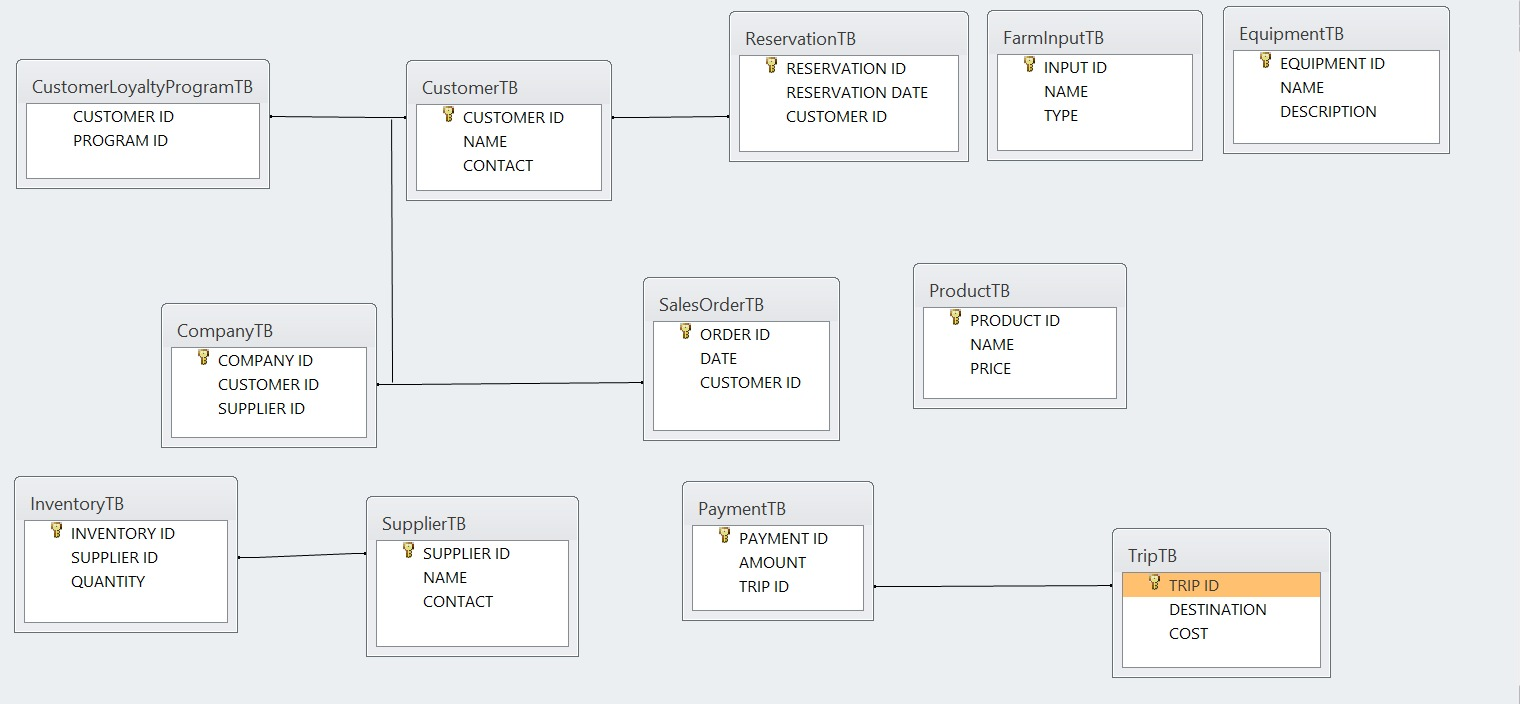 CustomerLoyaltyProgramTB
CUSTOMER ID
PROGRAM ID
CustomerTB
CUSTOMER ID
NAME
CONTACT
ReservationTB
RESERVATION ID
RESERVATION DATE
CUSTOMER ID
FarmInputTB
INPUT ID
NAME
TYPE
EquipmentTB
EQUIPMENT ID
NAME
DESCRIPTION
CompanyTB
COMPANY ID
CUSTOMER ID
SUPPLIER ID
SalesOrderTB
ORDER ID
DATE
CUSTOMER ID
ProductTB
PRODUCT ID
NAME
PRICE
InventoryTB
INVENTORY ID
SUPPLIER ID
QUANTITY
SupplierTB
SUPPLIER ID
NAME
CONTACT
PaymentTB
PAYMENT ID
AMOUNT
TRIP ID
TripTB
TRIP ID
DESTINATION
COST